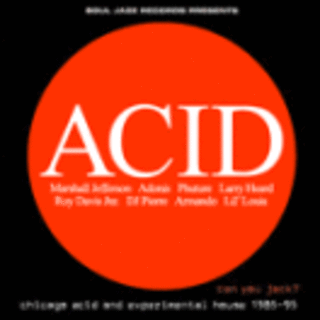 SOUL JAZZ RECORDS PRESENTS
ACID
Marshall Jefferson Adonis Phuture Larry Heard
Roy Davis Jnr. DJ Pierre Armando Lil' Louis
can you jack?
chicago acid and experimental house 1985-95